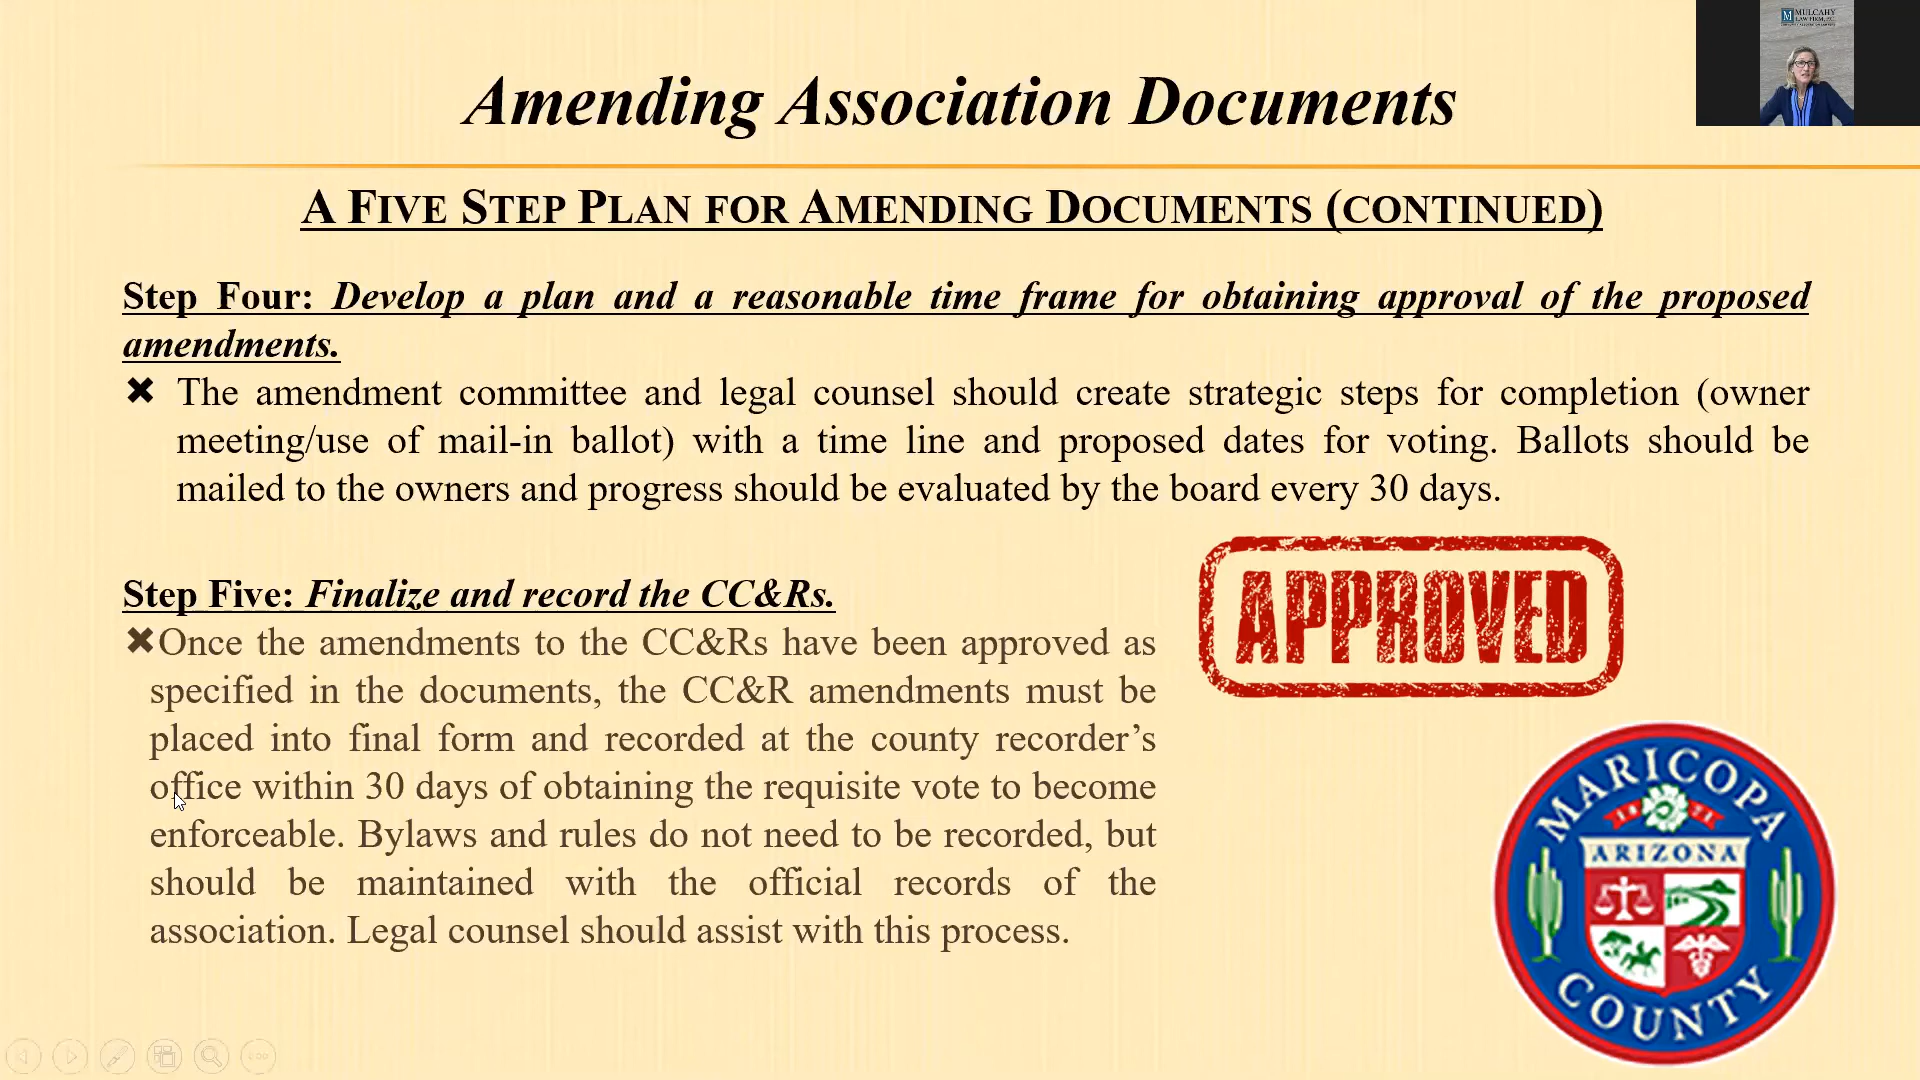 MULCAHY
LAW FIRM, P.C.
Amending Association Documents
A FIVE STEP PLAN FOR AMENDING DOCUMENTS (CONTINUED)
Step Four: Develop a plan and a reasonable time frame for obtaining approval of the proposed
amendments.
✖ The amendment committee and legal counsel should create strategic steps for completion (owner
meeting/use of mail-in ballot) with a time line and proposed dates for voting. Ballots should be
mailed to the owners and progress should be evaluated by the board every 30 days.
Step Five: Finalize and record the CC&Rs.
✖Once the amendments to the CC&Rs have been approved as
specified in the documents, the CC&R amendments must be
placed into final form and recorded at the county recorder’s
office within 30 days of obtaining the requisite vote to become
enforceable. Bylaws and rules do not need to be recorded, but
should be maintained with the official records of the
association. Legal counsel should assist with this process.
APPROVED
MARICOPA
1871
ARIZONA
COUNTY